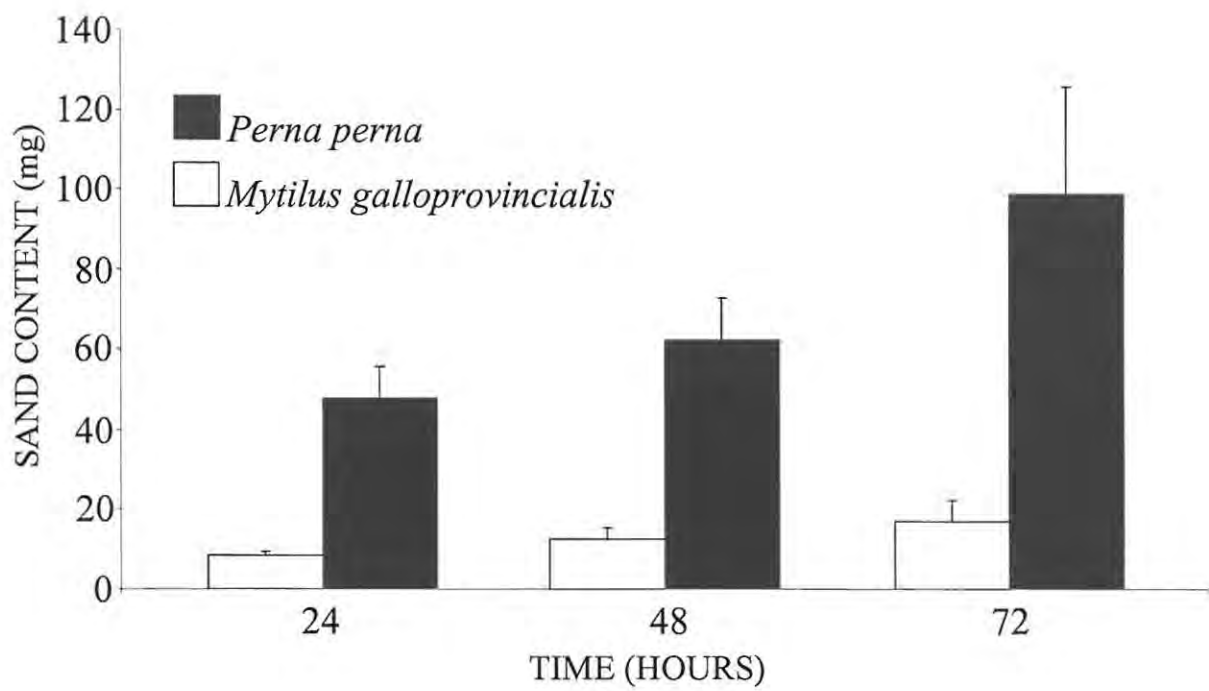 140
120
100
80
60
40
20
0
SAND CONTENT (mg)
Perna perna
Mytilus galloprovincialis
24 48 72
TIME (HOURS)